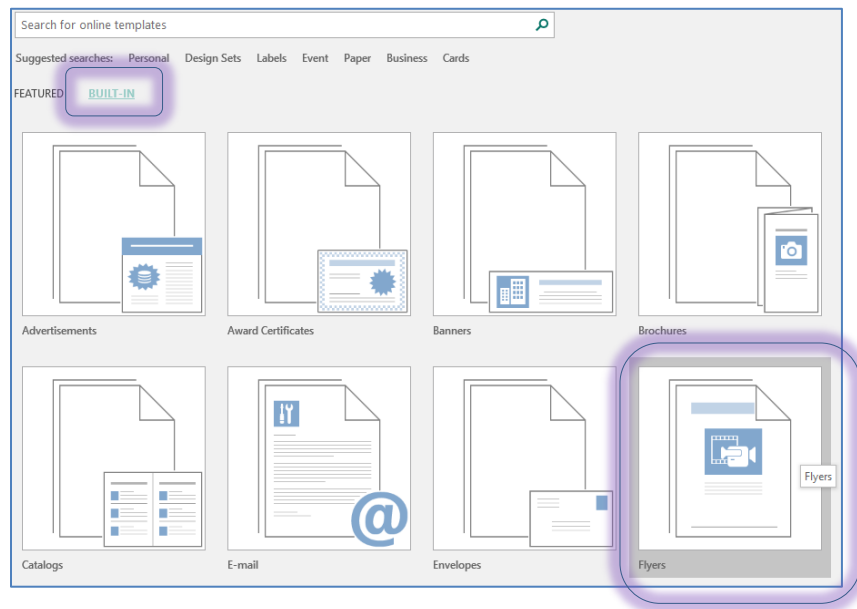 Search for online templates
Suggested searches: Personal Design Sets Labels Event Paper Business Cards
FEATURED BUILT-IN
Advertisements Award Certificates Banners Brochures
@
Flyers
Catalogs E-mail Envelopes Flyers